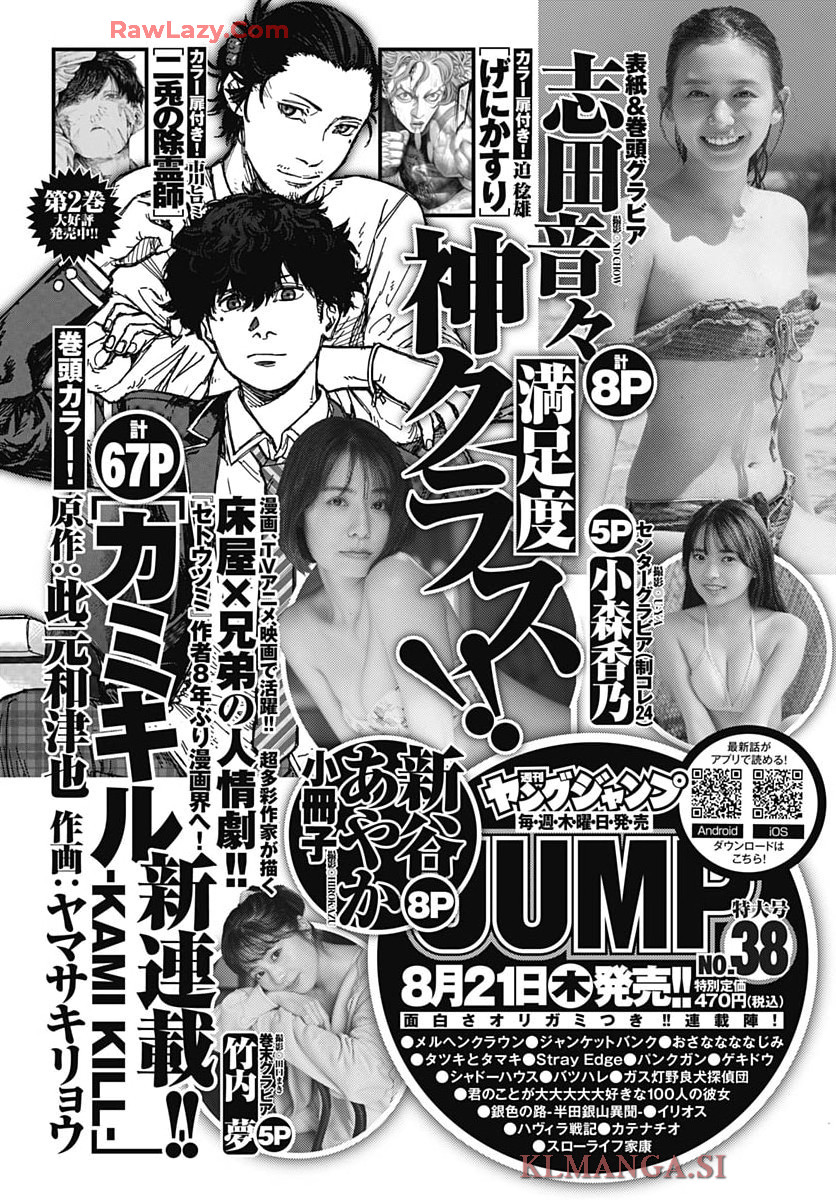 RawLazy.Com
表紙&巻頭グラビア
志田音々
撮影◎ND CHOW
計8P
カラー扉付き!
迫 稔雄
[げにかすり]
カラー扉付き!
[二兎の除霊師]
第2巻
大好評
発売中!!
満足度
神クラス!!
センターグラビア(制コレ24)
小森香乃
5P
巻頭カラー!
計67P
漫画、TVアニメ、映画で活躍!! 超多彩作家が描く
床屋×兄弟の人情劇!!
『セトウツミ』作者8年ぶり漫画界へ!
[カミキル-KAMI KILL-]
新連載!!
原作:此元和津也 作画:ヤマサキリョウ
新谷あやか
小冊子
撮影◎HIROKAZU
8P
巻末グラビア
竹内 夢
5P
最新話が
アプリで読める!
Android
iOS
ダウンロードは
こちら!
週刊
ヤングジャンプ
毎・週・木・曜・日・発・売
JUMP
特大号
NO.38
8月21日木発売!!
特別定価
470円(税込)
面白さオリガミつき!!連載陣!
●メルヘンクラウン●ジャンケットバンク●おさなななななじみ
●タツキとタマキ●Stray Edge●バンクガン●ゲキドウ
●シャドーハウス●バツハレ●ガス灯野良犬探偵団
●君のことが大大大大大好きな100人の彼女
●銀色の路-半田銀山異聞-●イリオス
●ハヴィラ戦記●カテナチオ
●スローライフ家康
KLMANGA.SI